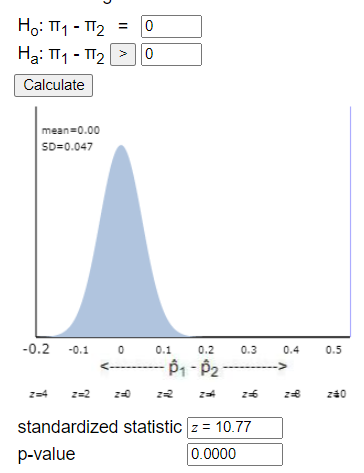 H₀: π₁ - π₂ = 0
Hₐ: π₁ - π₂ > 0
Calculate
mean=0.00
SD=0.047
-0.2 -0.1 0 0.1 0.2 0.3 0.4 0.5
<---------- p̂₁ - p̂₂ ---------->
z=4 z=2 z=0 z=2 z=4 z=6 z=8
standardized statistic z = 10.77
p-value 0.0000